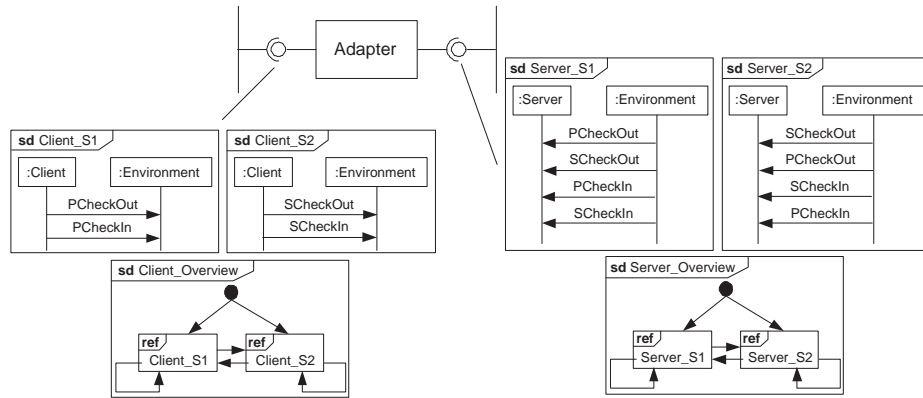 Adapter
sd Server_S1
:Server :Environment
PCheckOut
SCheckOut
PCheckIn
SCheckIn
sd Server_S2
:Server :Environment
SCheckOut
PCheckOut
SCheckIn
PCheckIn
sd Client_S1
:Client :Environment
PCheckOut
PCheckIn
sd Client_S2
:Client :Environment
SCheckOut
SCheckIn
sd Client_Overview
ref
Client_S1
ref
Client_S2
sd Server_Overview
ref
Server_S1
ref
Server_S2